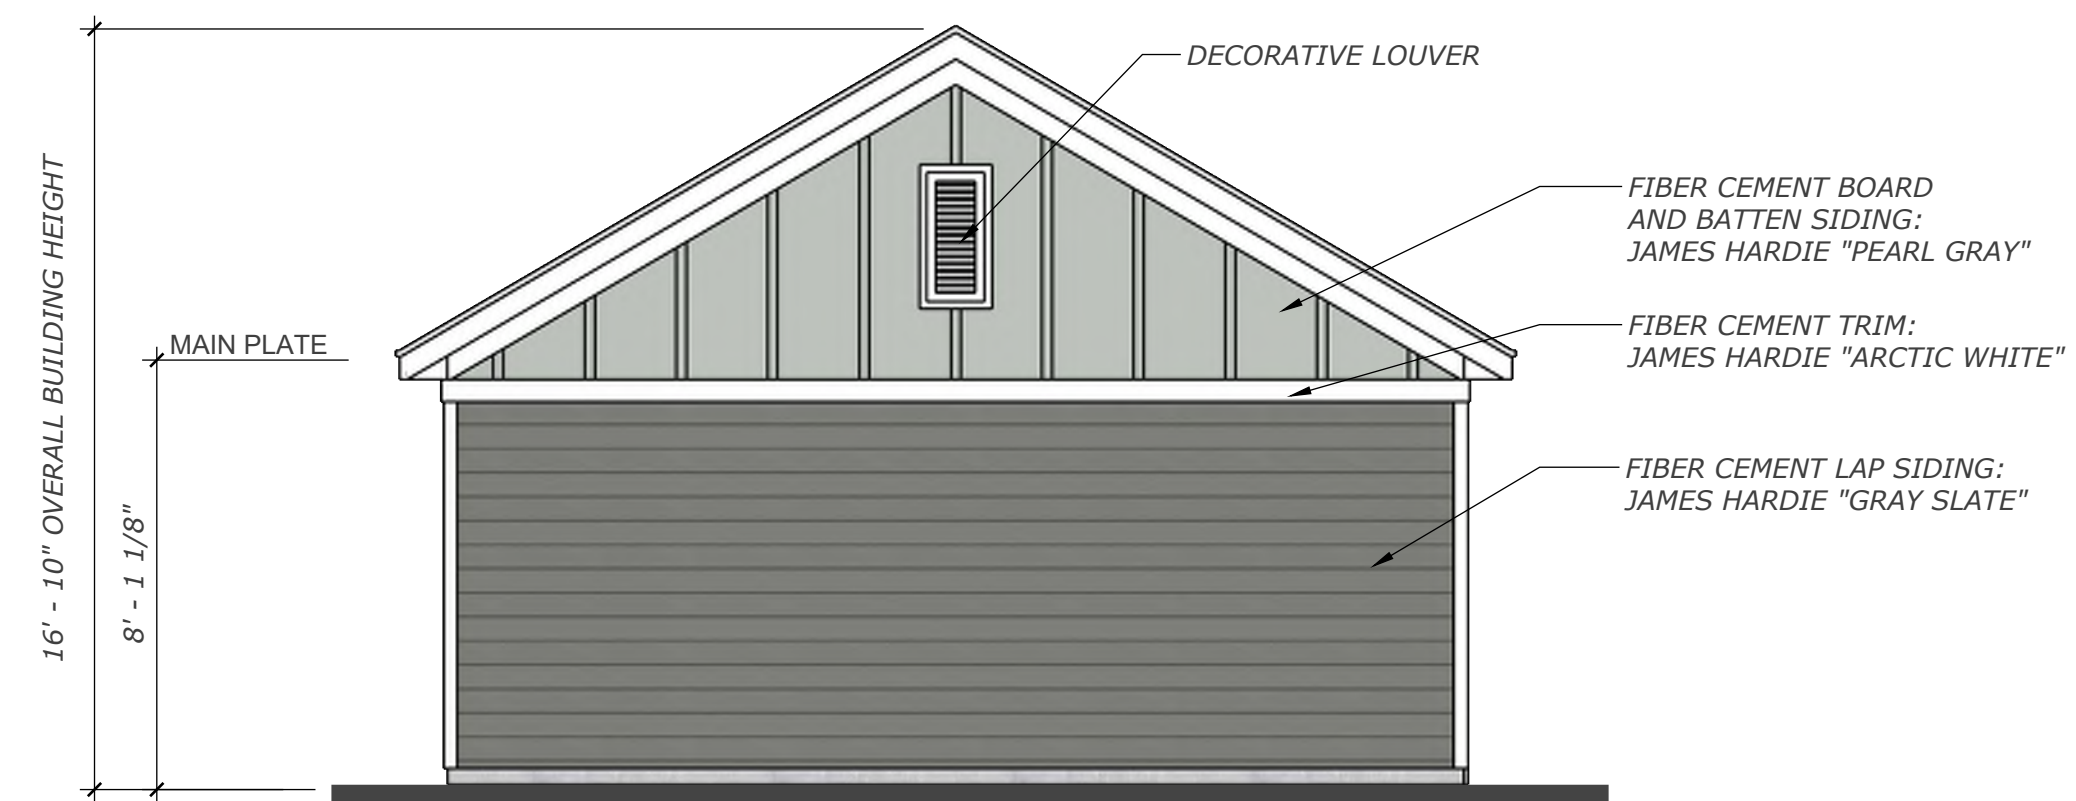 DECORATIVE LOUVER
FIBER CEMENT BOARD
AND BATTEN SIDING:
JAMES HARDIE "PEARL GRAY"
FIBER CEMENT TRIM:
JAMES HARDIE "ARCTIC WHITE"
FIBER CEMENT LAP SIDING:
JAMES HARDIE "GRAY SLATE"
MAIN PLATE
16' - 10" OVERALL BUILDING HEIGHT
8' - 1 1/8"